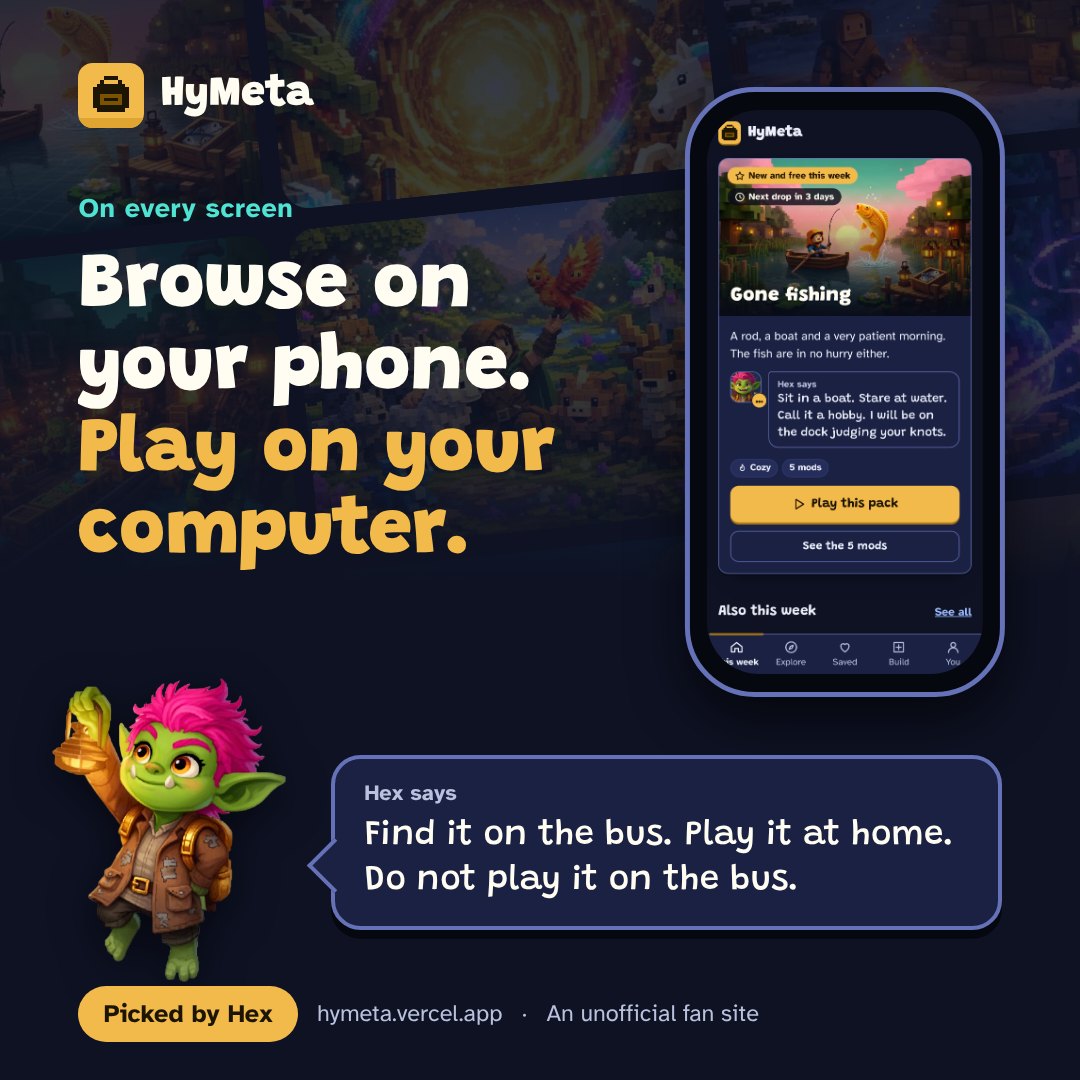 HyMeta
On every screen
Browse on
your phone.
Play on your
computer.
HyMeta
New and free this week
Next drop in 3 days
Gone fishing
A rod, a boat and a very patient morning.
The fish are in no hurry either.
Hex says
Sit in a boat. Stare at water.
Call it a hobby. I will be on
the dock judging your knots.
Cozy
5 mods
Play this pack
See the 5 mods
Also this week
See all
is week
Explore
Saved
Build
You
Hex says
Find it on the bus. Play it at home.
Do not play it on the bus.
Picked by Hex
hymeta.vercel.app · An unofficial fan site